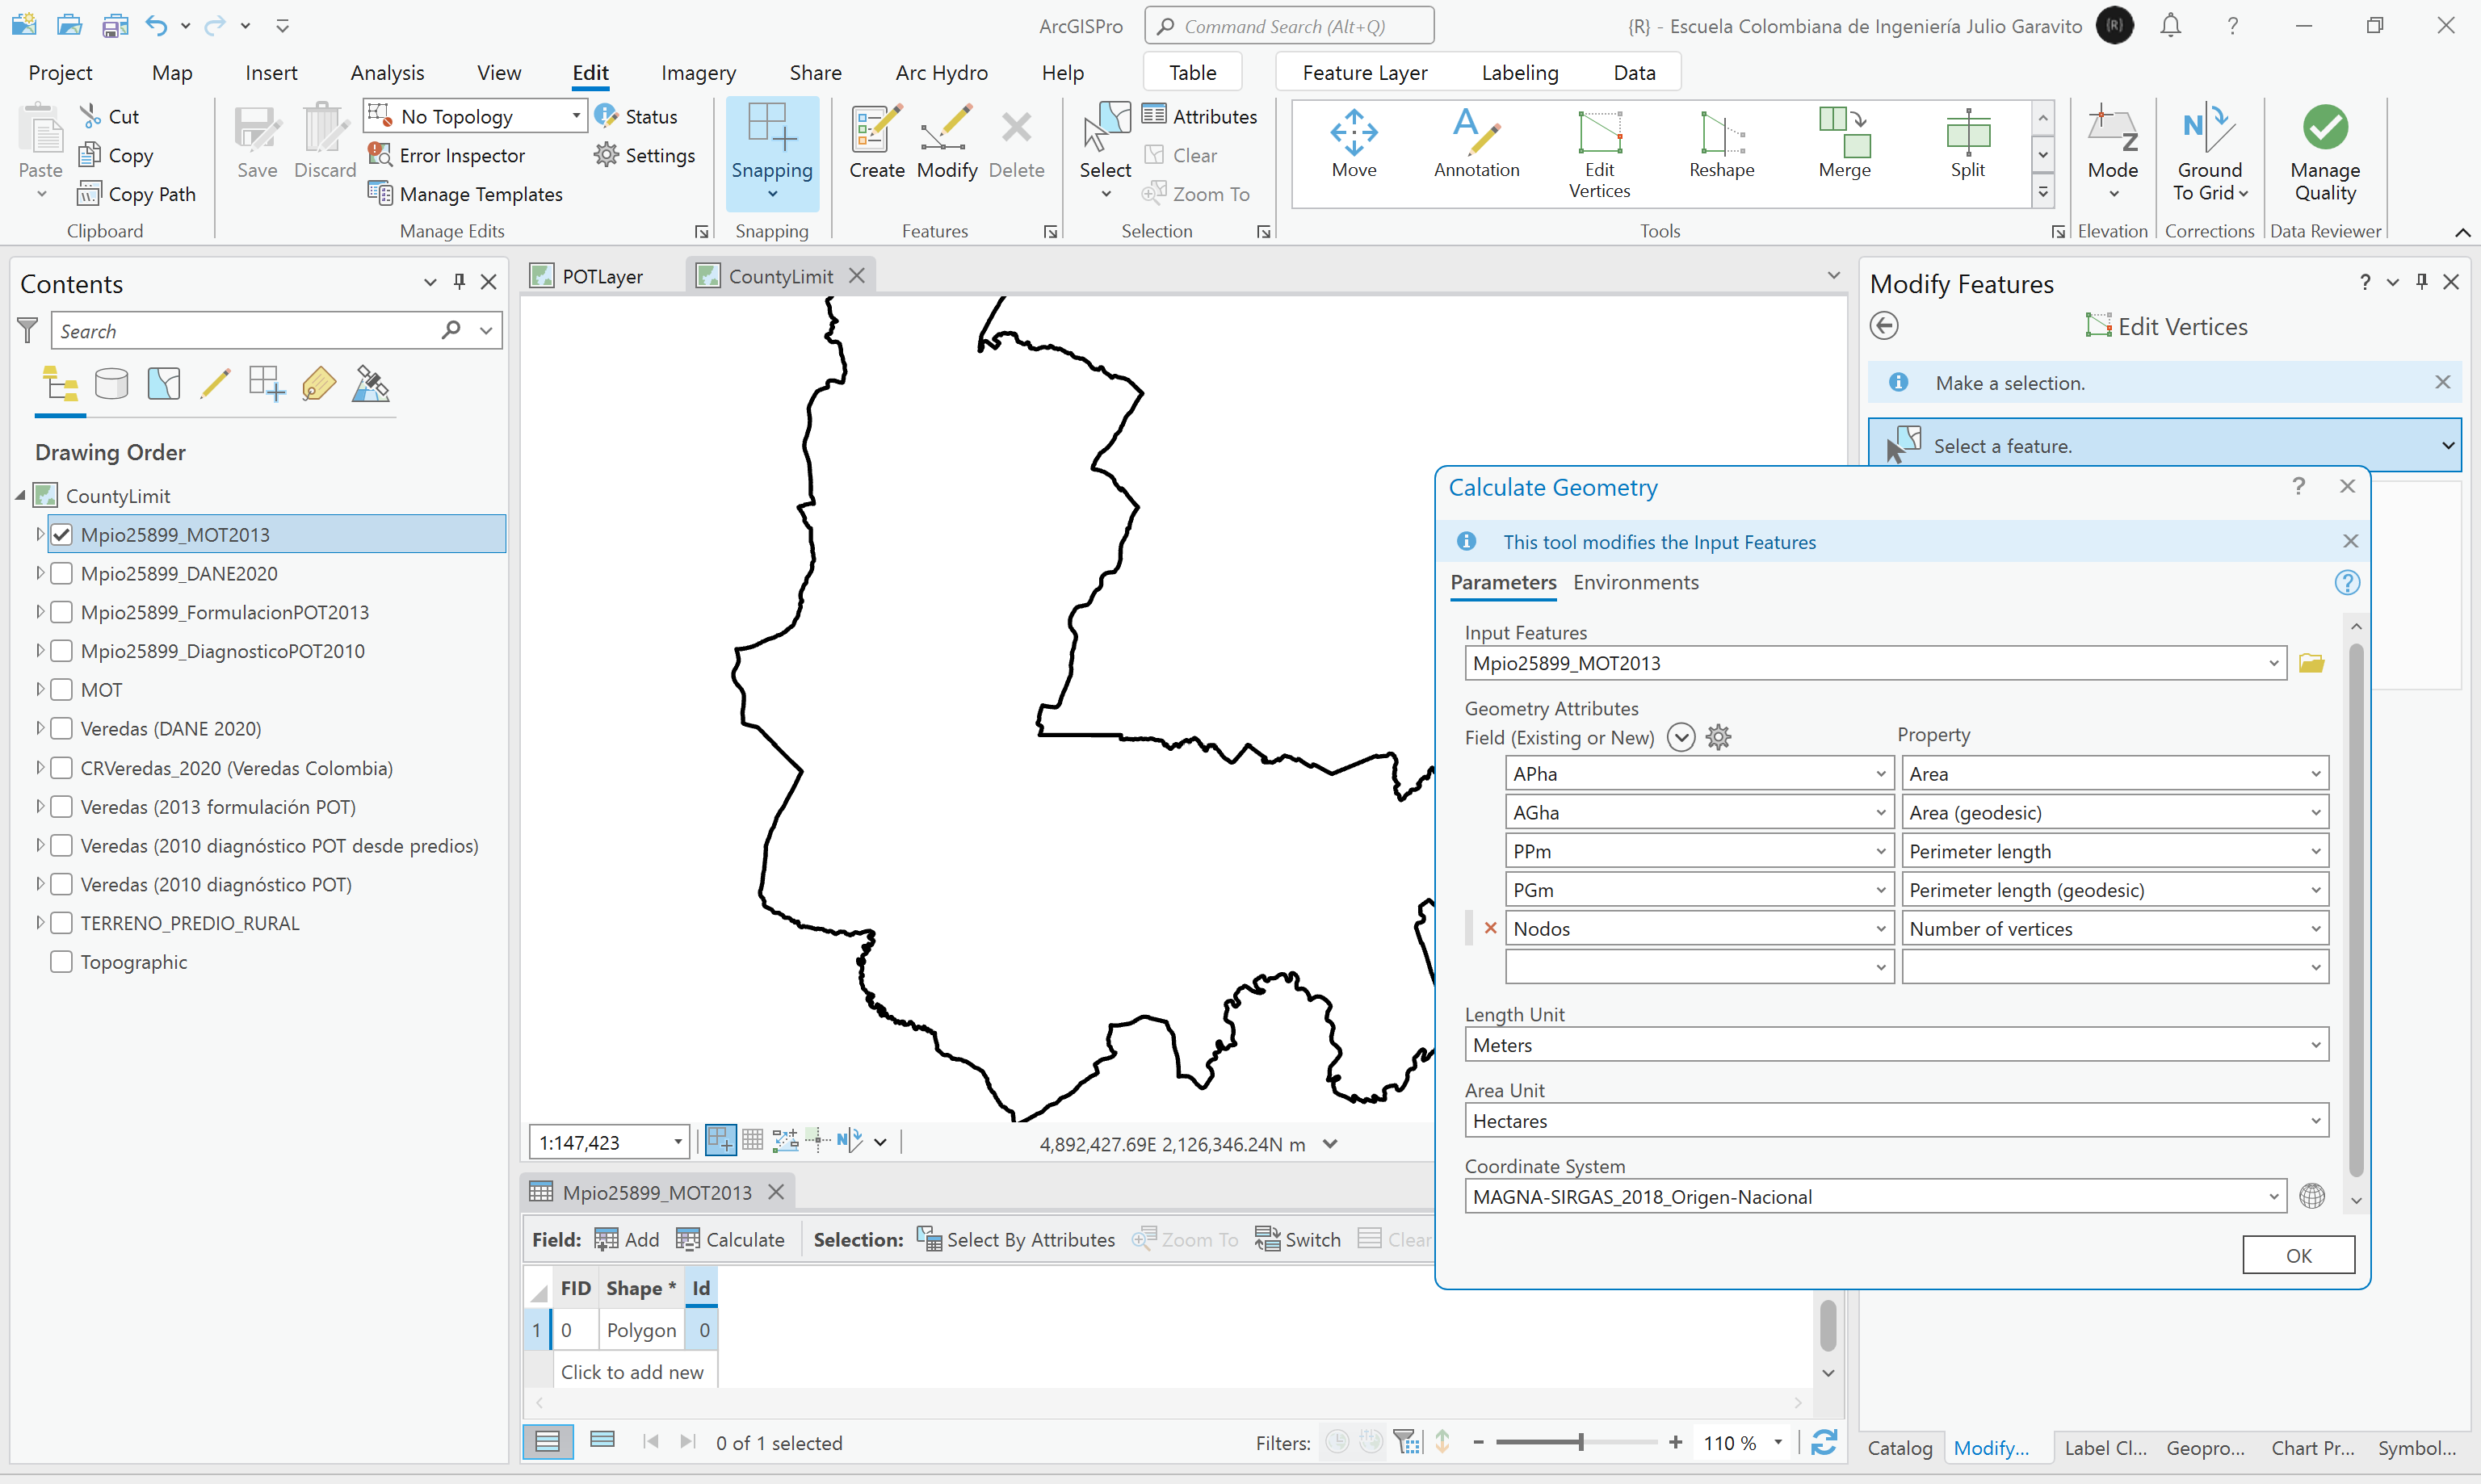 ArcGISPro
Command Search (Alt+Q)
{R} - Escuela Colombiana de Ingeniería Julio Garavito
{R}
?
Project Map Insert Analysis View Edit Imagery Share Arc Hydro Help Table Feature Layer Labeling Data
Paste
Cut
Copy
Copy Path
Clipboard
Save
Discard
No Topology
Error Inspector
Manage Templates
Status
Settings
Manage Edits
Snapping
Snapping
Create
Modify
Delete
Features
Select
Attributes
Clear
Zoom To
Selection
Move
Annotation
Edit
Vertices
Reshape
Merge
Split
Tools
Mode
Elevation
Ground
To Grid
Corrections
Manage
Quality
Data Reviewer
Contents
Search
Drawing Order
CountyLimit
Mpio25899_MOT2013
Mpio25899_DANE2020
Mpio25899_FormulacionPOT2013
Mpio25899_DiagnosticoPOT2010
MOT
Veredas (DANE 2020)
CRVeredas_2020 (Veredas Colombia)
Veredas (2013 formulación POT)
Veredas (2010 diagnóstico POT desde predios)
Veredas (2010 diagnóstico POT)
TERRENO_PREDIO_RURAL
Topographic
POTLayer
CountyLimit
1:147,423
4,892,427.69E 2,126,346.24N m
Mpio25899_MOT2013
Field: Add Calculate Selection: Select By Attributes Zoom To Switch Clear
FID Shape * Id
1 0 Polygon 0
Click to add new
0 of 1 selected
Filters:
110 %
Modify Features
?
Edit Vertices
Make a selection.
Select a feature.
Calculate Geometry
?
This tool modifies the Input Features
Parameters Environments
?
Input Features
Mpio25899_MOT2013
Geometry Attributes
Field (Existing or New) Property
APha Area
AGha Area (geodesic)
PPm Perimeter length
PGm Perimeter length (geodesic)
Nodos Number of vertices
Length Unit
Meters
Area Unit
Hectares
Coordinate System
MAGNA-SIRGAS_2018_Origen-Nacional
OK
Catalog Modify... Label Cl... Geopro... Chart Pr... Symbol...